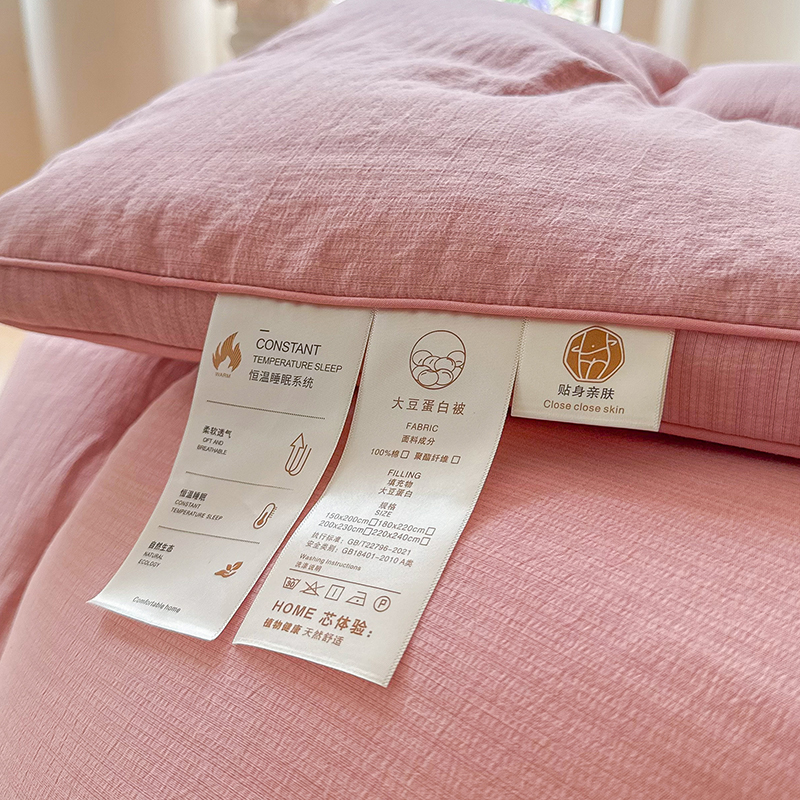 WARM
CONSTANT
TEMPERATURE SLEEP
恒温睡眠系统
柔软透气
OFT AND
BREATHABLE
恒温睡眠
CONSTANT
TEMPERATURE SLEEP
自然生态
NATURAL
ECOLOGY
Comfortable home
大豆蛋白被
FABRIC
面料成分
100%棉□ 聚酯纤维□
FILLING
填充物
大豆蛋白
规格
SIZE
150x200cm□180x220cm□
200x230cm□220x240cm□
执行标准: GB/T22796-2021
安全类别: GB18401-2010 A类
Washing Instructions
洗涤说明
30
P
HOME 芯体验:
植物健康 天然舒适
贴身亲肤
Close close skin